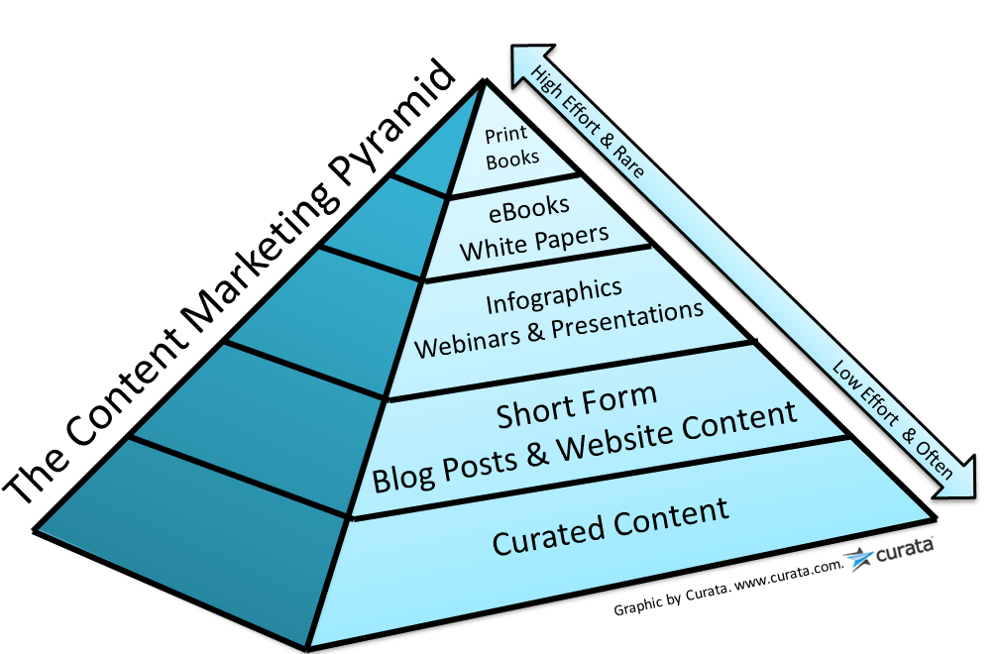 The Content Marketing Pyramid
High Effort & Rare
Print
Books
eBooks
White Papers
Infographics
Webinars & Presentations
Short Form
Blog Posts & Website Content
Low Effort & Often
Curated Content
Graphic by Curata. www.curata.com.
curata